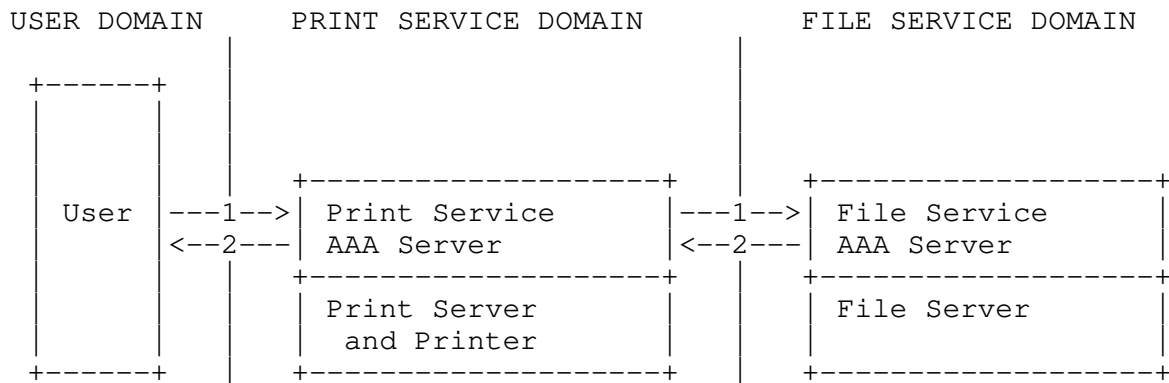 USER DOMAIN PRINT SERVICE DOMAIN FILE SERVICE DOMAIN
User ---1--> Print Service ---1--> File Service
<--2--- AAA Server <--2--- AAA Server
Print Server File Server
and Printer